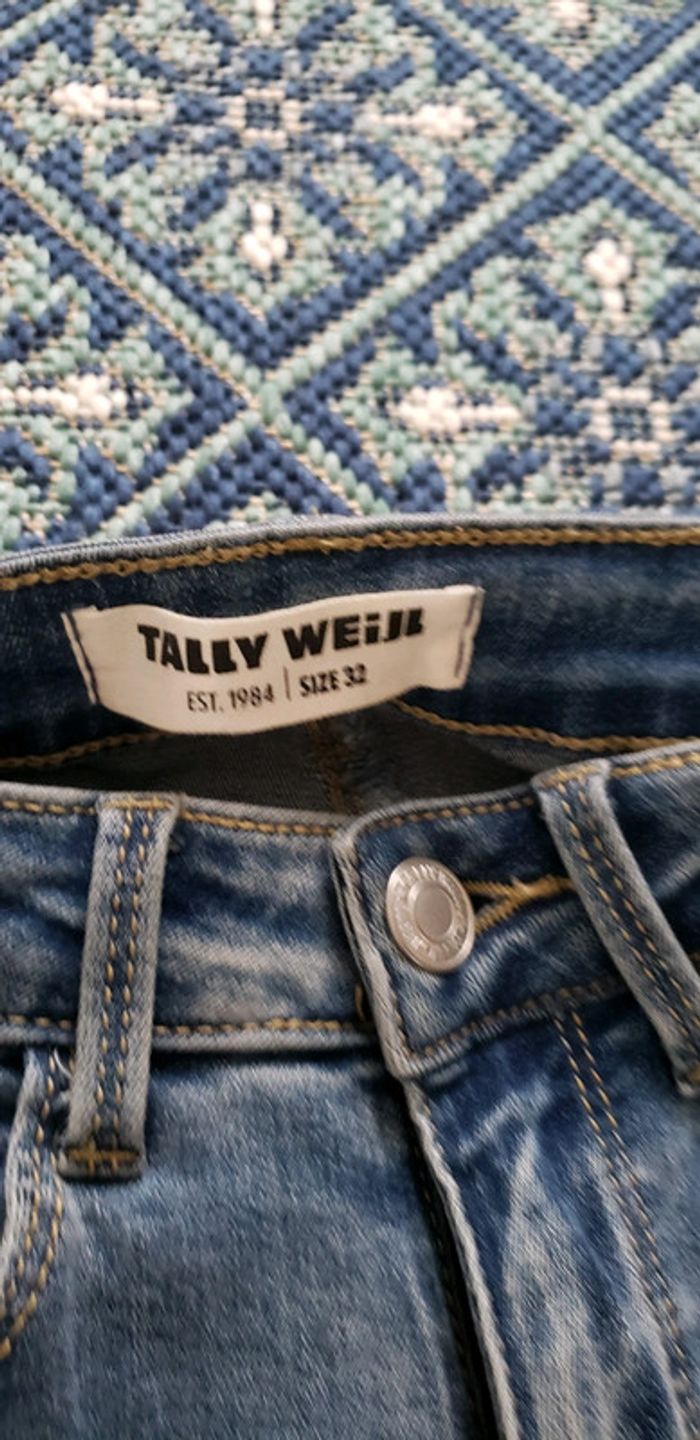 TALLY WEiJL
EST. 1984 | SIZE 32